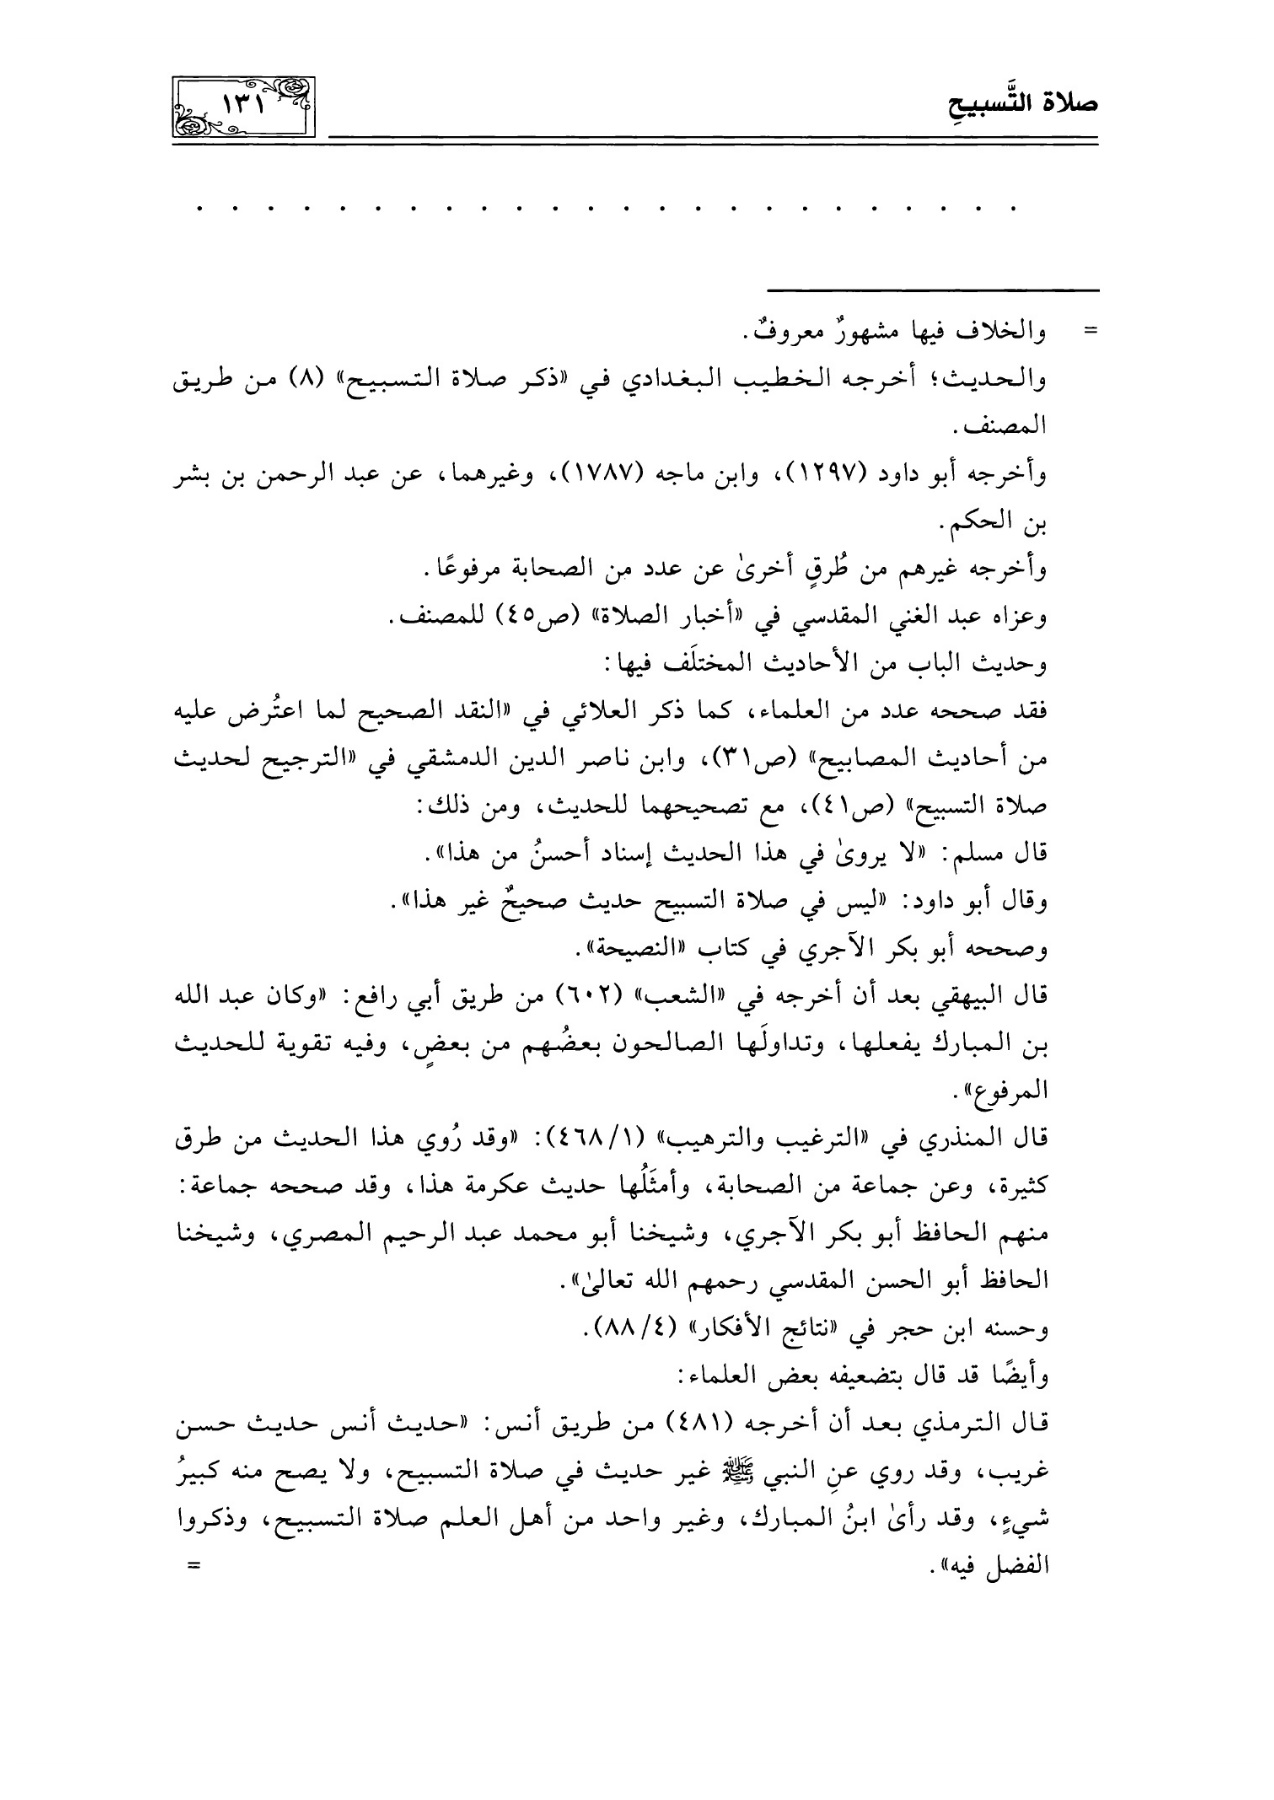 صلاة التَّسبيحِ
١٣١
. . . . . . . . . . . . . . . . . . . . . . . .
= والخلاف فيها مشهورٌ معروفٌ.
والحديث؛ أخرجه الخطيب البغدادي في «ذكر صلاة التسبيح» (٨) من طريق
المصنف.
وأخرجه أبو داود (١٢٩٧)، وابن ماجه (١٧٨٧)، وغيرهما، عن عبد الرحمن بن بشر
بن الحكم.
وأخرجه غيرهم من طُرقٍ أخرىٰ عن عدد من الصحابة مرفوعًا.
وعزاه عبد الغني المقدسي في «أخبار الصلاة» (ص٤٥) للمصنف.
وحديث الباب من الأحاديث المختلَف فيها:
فقد صححه عدد من العلماء، كما ذكر العلائي في «النقد الصحيح لما اعتُرض عليه
من أحاديث المصابيح» (ص٣١)، وابن ناصر الدين الدمشقي في «الترجيح لحديث
صلاة التسبيح» (ص٤١)، مع تصحيحهما للحديث، ومن ذلك:
قال مسلم: «لا يروىٰ في هذا الحديث إسناد أحسنُ من هذا».
وقال أبو داود: «ليس في صلاة التسبيح حديث صحيحٌ غير هذا».
وصححه أبو بكر الآجري في كتاب «النصيحة».
قال البيهقي بعد أن أخرجه في «الشعب» (٦٠٢) من طريق أبي رافع: «وكان عبد الله
بن المبارك يفعلها، وتداولَها الصالحون بعضُهم من بعضٍ، وفيه تقوية للحديث
المرفوع».
قال المنذري في «الترغيب والترهيب» (٤٦٨/١): «وقد رُوي هذا الحديث من طرق
كثيرة، وعن جماعة من الصحابة، وأمثَلُها حديث عكرمة هذا، وقد صححه جماعة:
منهم الحافظ أبو بكر الآجري، وشيخنا أبو محمد عبد الرحيم المصري، وشيخنا
الحافظ أبو الحسن المقدسي رحمهم الله تعالىٰ».
وحسنه ابن حجر في «نتائج الأفكار» (٨٨/٤).
وأيضًا قد قال بتضعيفه بعض العلماء:
قال الترمذي بعد أن أخرجه (٤٨١) من طريق أنس: «حديث أنس حديث حسن
غريب، وقد روي عنِ النبي ﷺ غير حديث في صلاة التسبيح، ولا يصح منه كبيرُ
شيءٍ، وقد رأىٰ ابنُ المبارك، وغير واحد من أهل العلم صلاة التسبيح، وذكروا
الفضل فيه». =